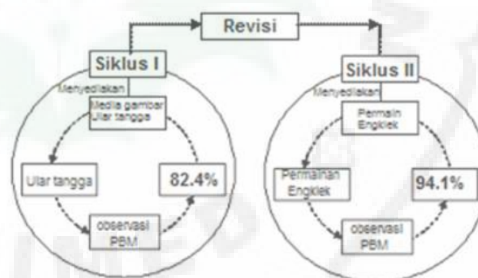 Revisi
Siklus I
Menyediakan
Media gambar
Ular tangga
Ular tangga
82.4%
observasi
PBM
Siklus II
Menyediakan
Permain
Engklek
Permainan
Engklek
94.1%
observasi
PBM